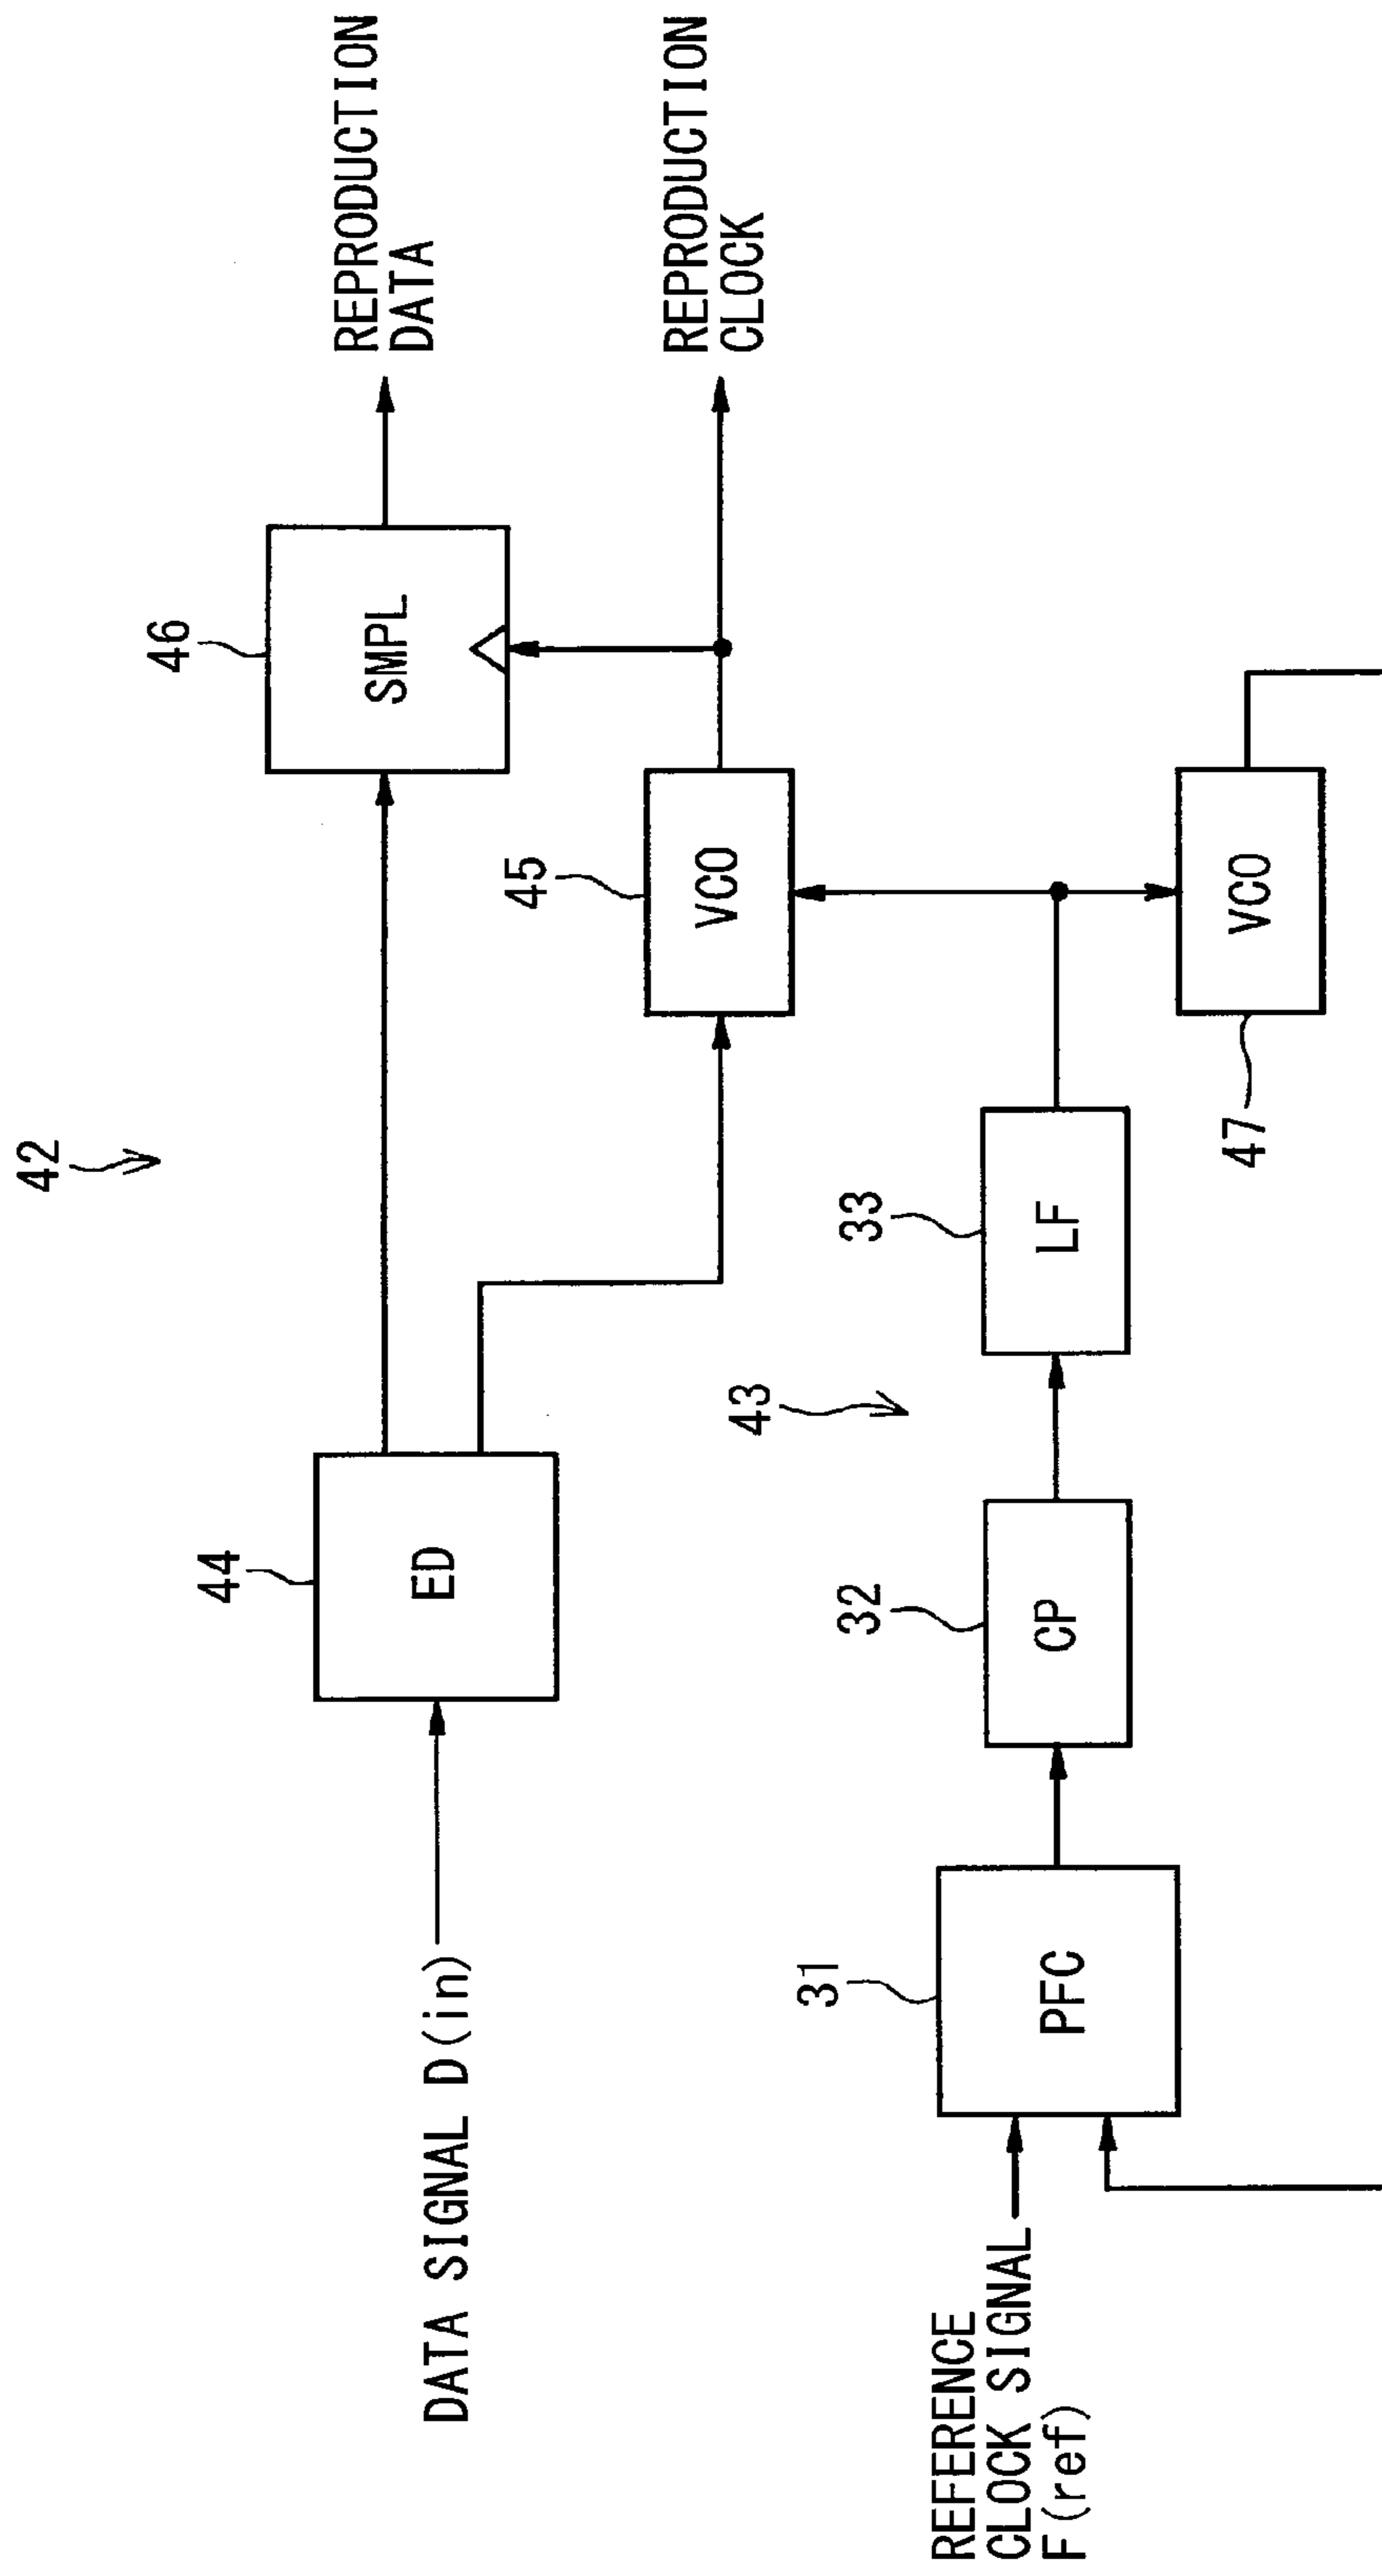 42
44
ED
DATA SIGNAL D(in)
46
SMPL
REPRODUCTION
DATA
45
VCO
REPRODUCTION
CLOCK
43
31
PFC
32
CP
33
LF
47
VCO
REFERENCE
CLOCK SIGNAL
F(ref)